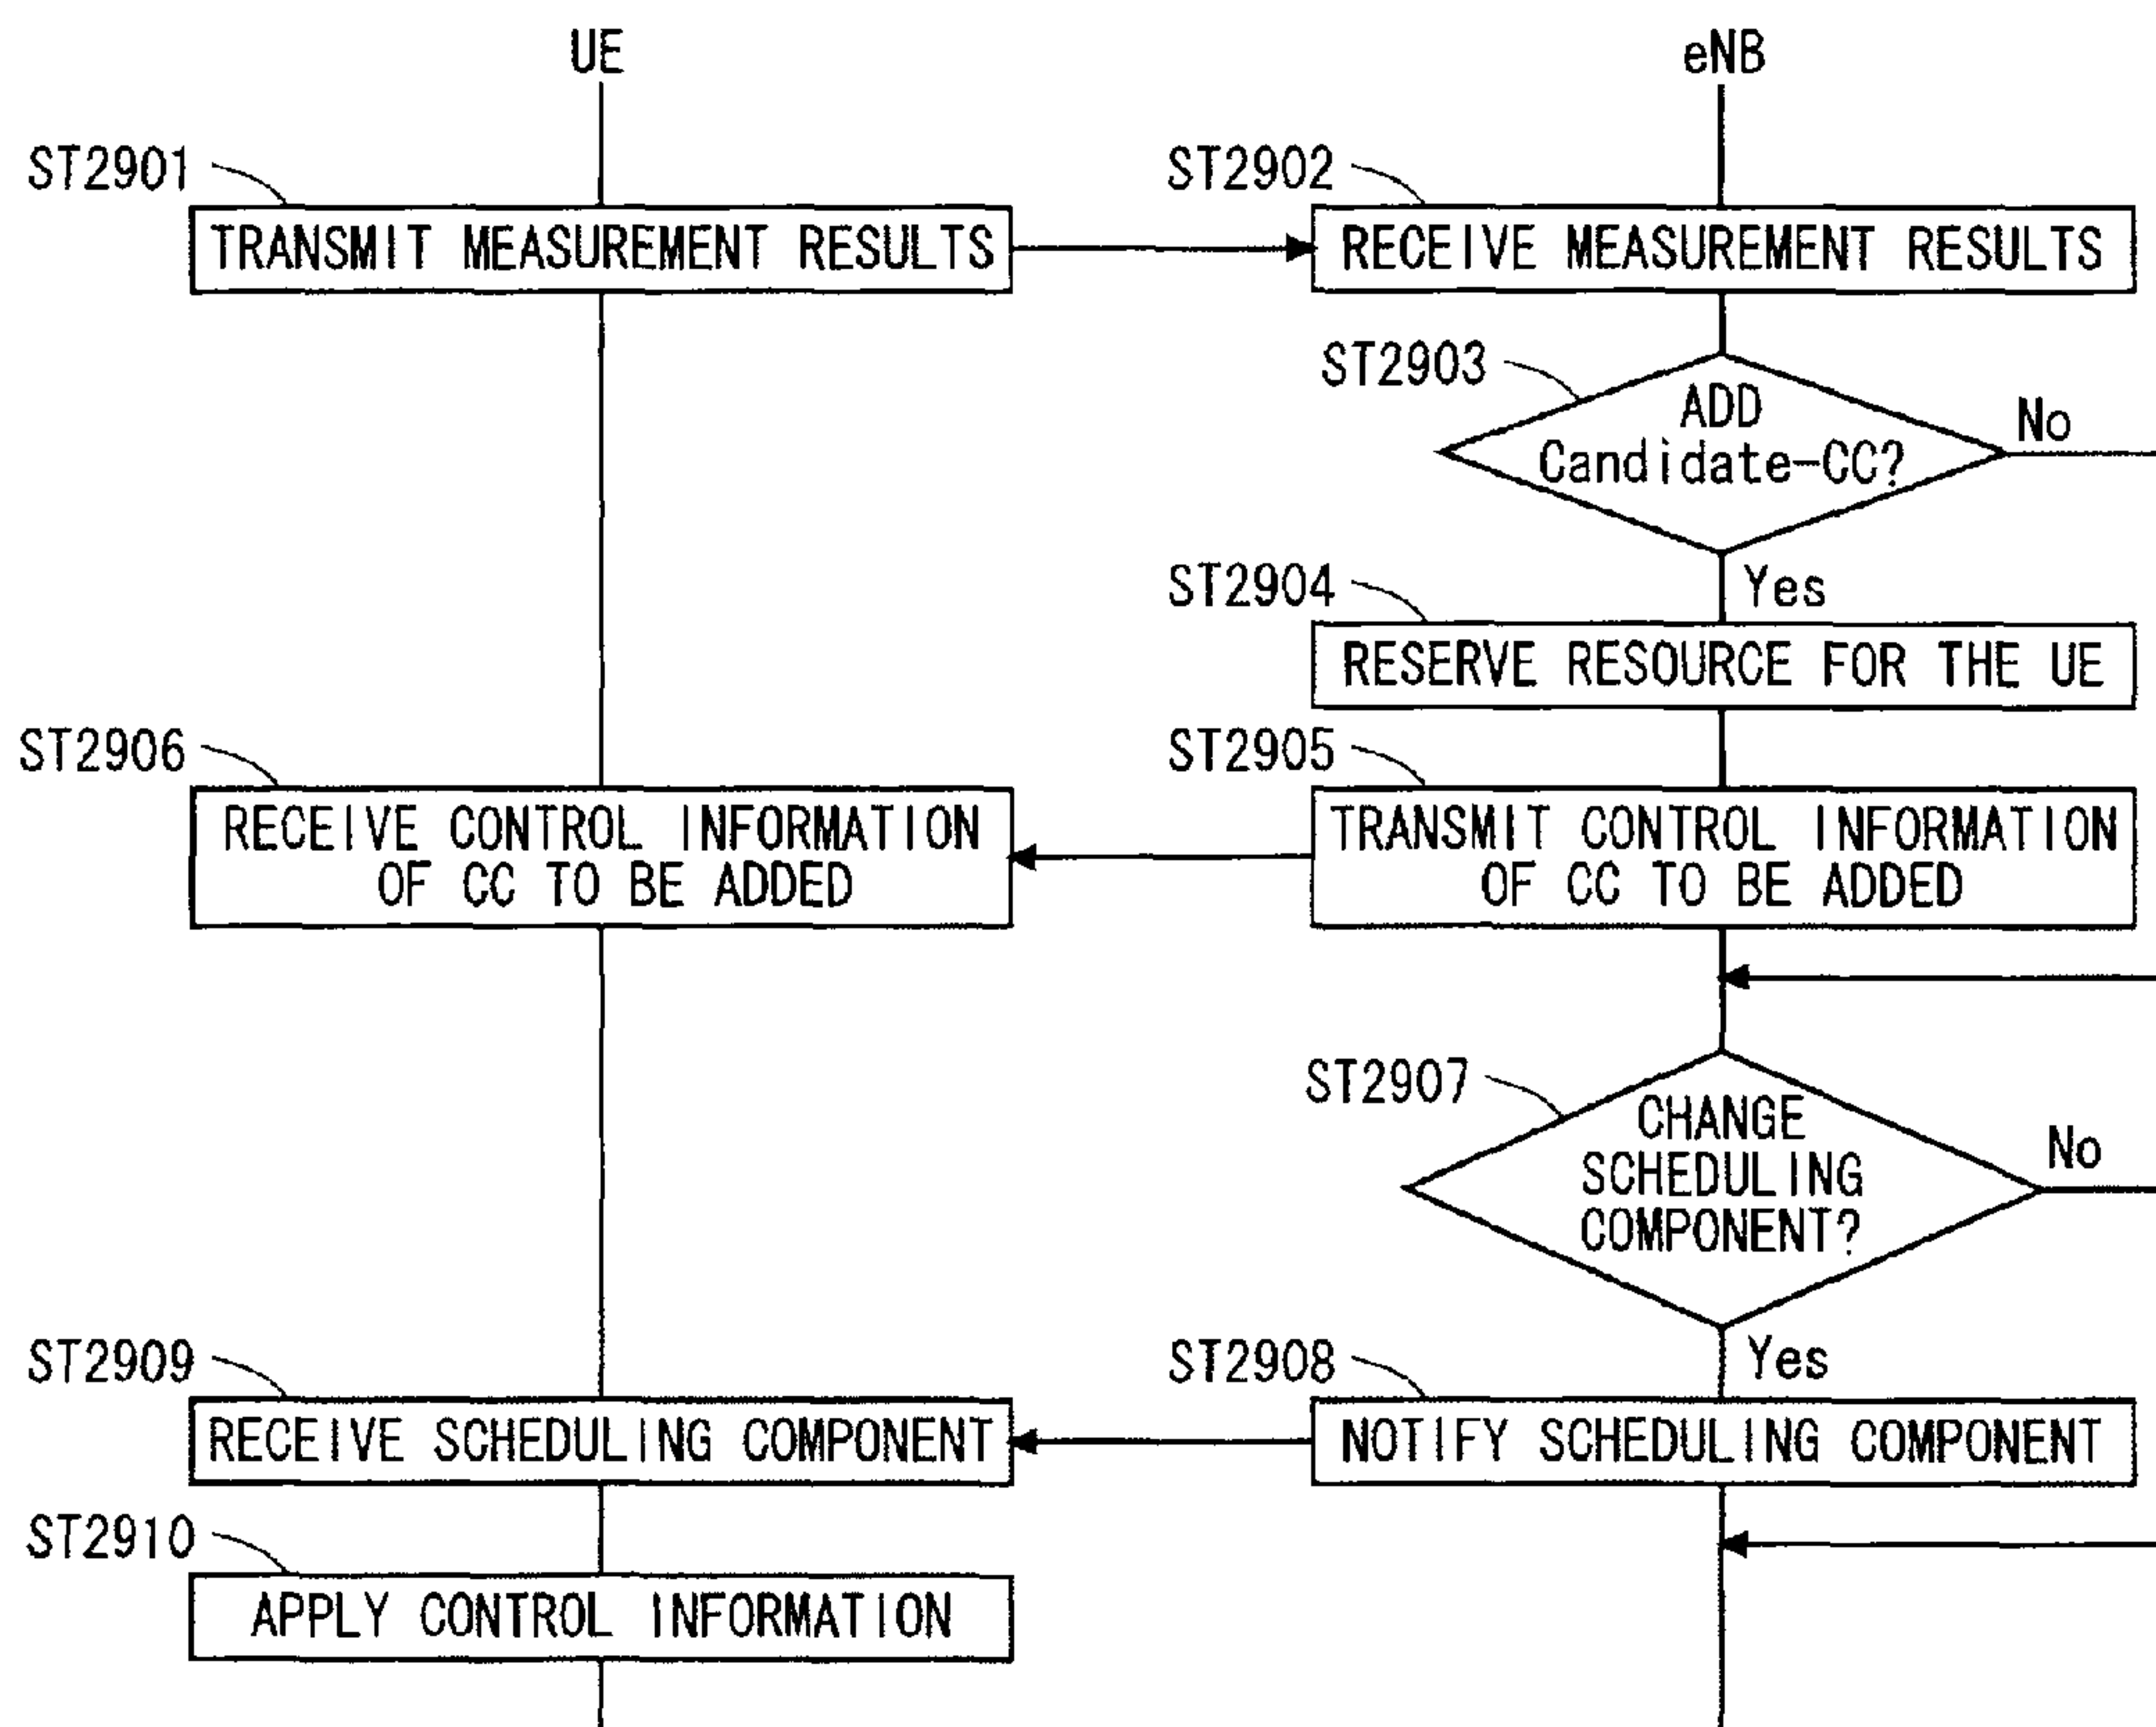 UE
eNB
ST2901
ST2902
TRANSMIT MEASUREMENT RESULTS
RECEIVE MEASUREMENT RESULTS
ST2903
ADD
Candidate-CC?
No
ST2904
Yes
RESERVE RESOURCE FOR THE UE
ST2906
ST2905
RECEIVE CONTROL INFORMATION
OF CC TO BE ADDED
TRANSMIT CONTROL INFORMATION
OF CC TO BE ADDED
ST2907
CHANGE
SCHEDULING
COMPONENT?
No
ST2909
ST2908
Yes
RECEIVE SCHEDULING COMPONENT
NOTIFY SCHEDULING COMPONENT
ST2910
APPLY CONTROL INFORMATION